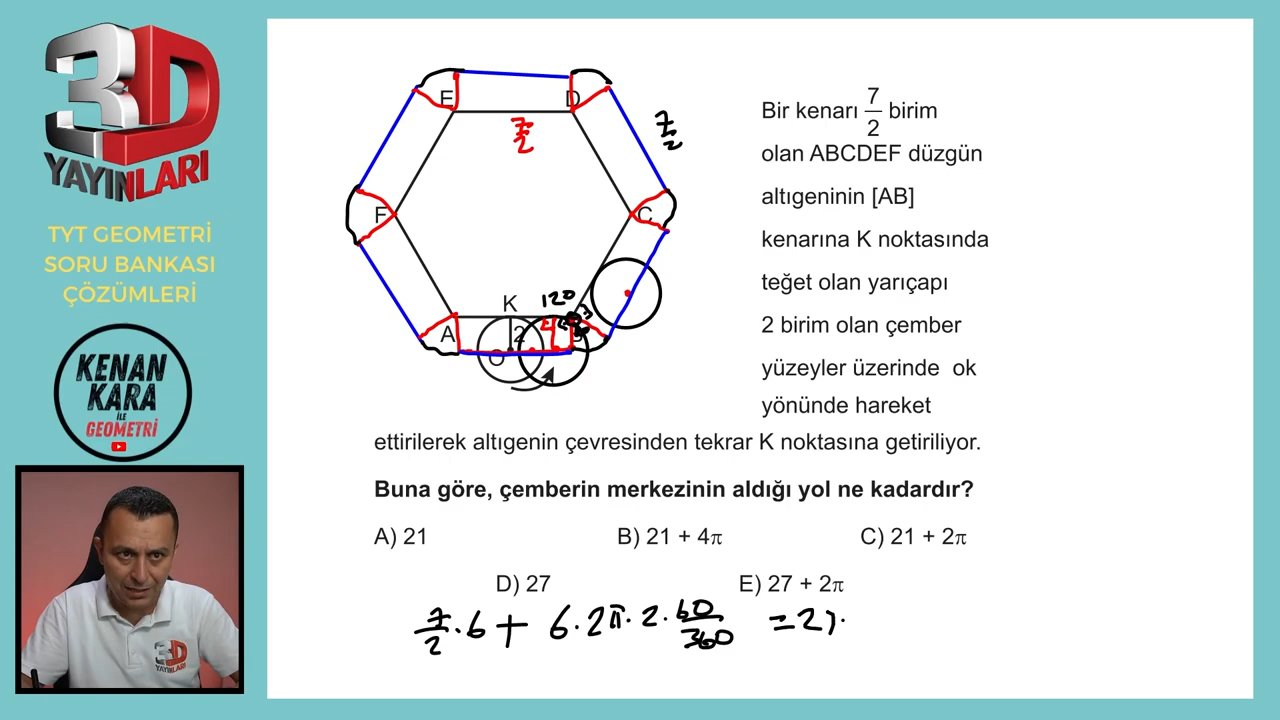 3D
YAYINLARI
TYT GEOMETRİ
SORU BANKASI
ÇÖZÜMLERİ
KENAN
KARA
İLE
GEOMETRİ
3D
YAYINLARI
E
D
7/2
7/2
F
C
K
120
A
2
O
Bir kenarı 7/2 birim
olan ABCDEF düzgün
altıgeninin [AB]
kenarına K noktasında
teğet olan yarıçapı
2 birim olan çember
yüzeyler üzerinde ok
yönünde hareket
ettirilerek altıgenin çevresinden tekrar K noktasına getiriliyor.
Buna göre, çemberin merkezinin aldığı yol ne kadardır?
A) 21
B) 21 + 4π
C) 21 + 2π
D) 27
E) 27 + 2π
7/2 · 6 + 6 · 2π · 2 · 60/360 = 21